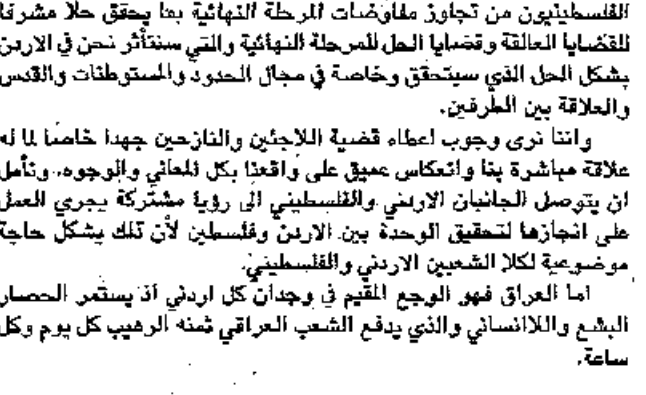 الفلسطينيون من تجاوز مفاوضات المرحلة النهائية بما يحقق حلا مشرفا
للقضايا العالقة وقضايا الحل للمرحلة النهائية والتي سنتأثر نحن في الاردن
بشكل الحل الذي سيتحقق وخاصة في مجال الحدود والمستوطنات والقدس
والعلاقة بين الطرفين.
واننا نرى وجوب اعطاء قضية اللاجئين والنازحين جهدا خاصا لما له
علاقة مباشرة بنا وانعكاس عميق على واقعنا بكل المعاني والوجوه. ونأمل
ان يتوصل الجانبان الاردني والفلسطيني الى رؤية مشتركة يجري العمل
على انجازها لتحقيق الوحدة بين الاردن وفلسطين لأن تلك يشكل حاجة
موضوعية لكلا الشعبين الاردني والفلسطيني.
اما العراق فهو الوجع المقيم في وجدان كل اردني اذ يستمر الحصار
البشع واللاانساني والذي يدفع الشعب العراقي ثمنه الرهيب كل يوم وكل
ساعة.